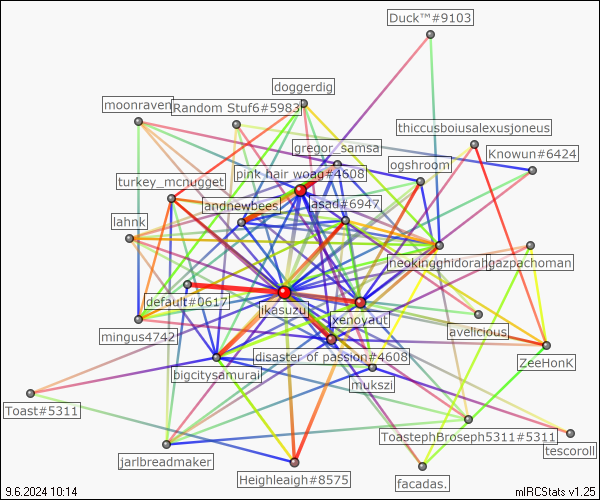 Duck™#9103
doggerdig
moonraven
Random Stuf6#5983
thiccusboiusalexusjoneus
gregor_samsa
Knowun#6424
ogshroom
pink hair woag#4608
turkey_mcnugget
andnewbees
asad#6947
lahnk
neokinghidorah
gazpachoman
default#0617
ikasuzu
xenoyaut
mingus4742
avelicious
disaster of passion#4608
ZeeHonK
bigcitysamurai
mukszi
Toast#5311
ToastephBroseph5311#5311
tescoroll
jarlbreadmaker
Heighleaigh#8575
facadas.
9.6.2024 10:14
mIRCStats v1.25